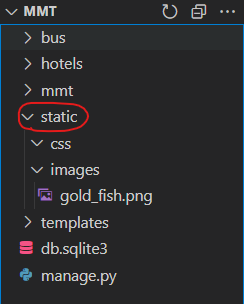 MMT
bus
hotels
mmt
static
css
images
gold_fish.png
templates
db.sqlite3
manage.py